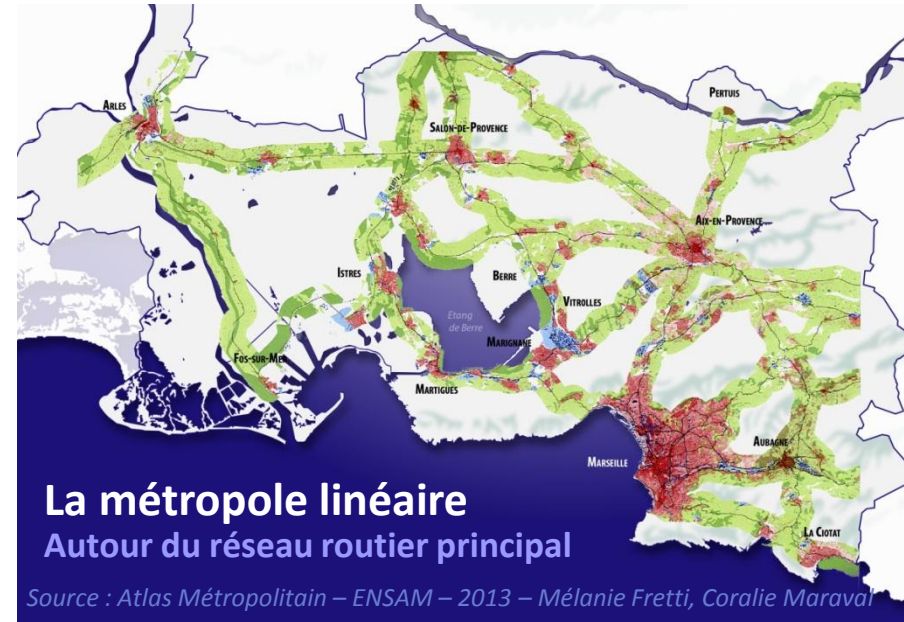 PERTUIS
ARLES
SALON-DE-PROVENCE
AIX-EN-PROVENCE
ISTRES
BERRE
VITROLLES
Etang
de Berre
MARIGNANE
FOS-SUR-MER
MARTIGUES
AUBAGNE
MARSEILLE
La métropole linéaire
LA CIOTAT
Autour du réseau routier principal
Source : Atlas Métropolitain – ENSAM – 2013 – Mélanie Fretti, Coralie Maraval